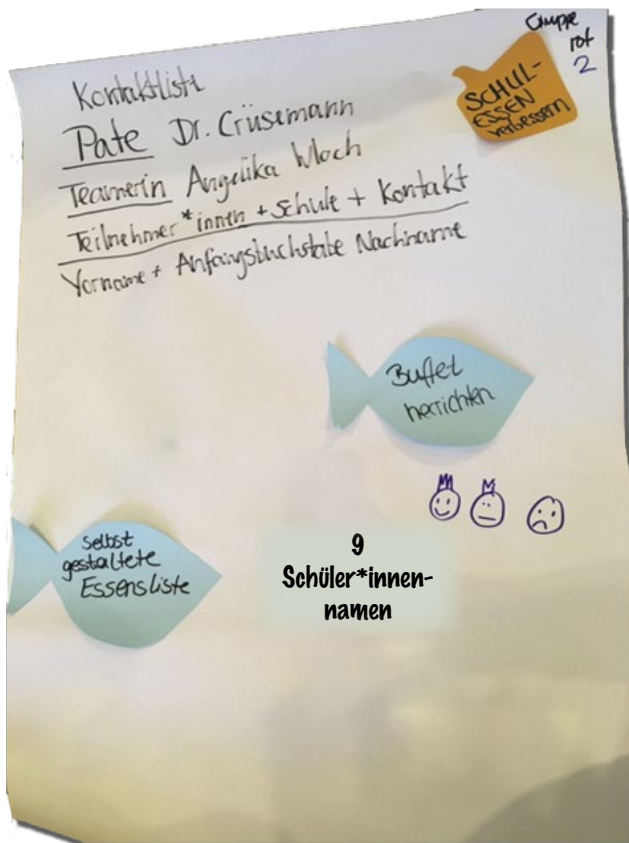 Gruppe
rot
2
SCHUL-
ESSEN
verbessern
Kontaktliste
Pate Dr. Crüsemann
Teamerin Angelika Wloch
Teilnehmer*innen + Schule + Kontakt
Vorname + Anfangsbuchstabe Nachname
Buffet
herrichten
selbst
gestaltete
Essensliste
9
Schüler*innen-
namen